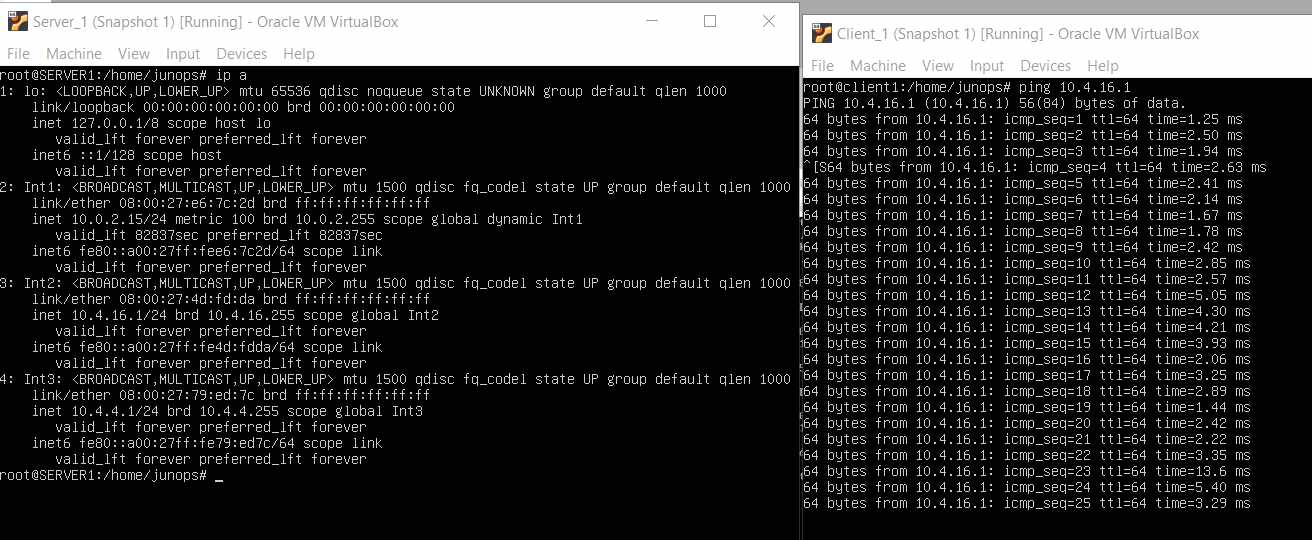 Server_1 (Snapshot 1) [Running] - Oracle VM VirtualBox
File Machine View Input Devices Help
root@SERVER1:/home/junops# ip a
1: lo: <LOOPBACK,UP,LOWER_UP> mtu 65536 qdisc noqueue state UNKNOWN group default qlen 1000
    link/loopback 00:00:00:00:00:00 brd 00:00:00:00:00:00
    inet 127.0.0.1/8 scope host lo
       valid_lft forever preferred_lft forever
    inet6 ::1/128 scope host
       valid_lft forever preferred_lft forever
2: Int1: <BROADCAST,MULTICAST,UP,LOWER_UP> mtu 1500 qdisc fq_codel state UP group default qlen 1000
    link/ether 08:00:27:e6:7c:2d brd ff:ff:ff:ff:ff:ff
    inet 10.0.2.15/24 metric 100 brd 10.0.2.255 scope global dynamic Int1
       valid_lft 82837sec preferred_lft 82837sec
    inet6 fe80::a00:27ff:fee6:7c2d/64 scope link
       valid_lft forever preferred_lft forever
3: Int2: <BROADCAST,MULTICAST,UP,LOWER_UP> mtu 1500 qdisc fq_codel state UP group default qlen 1000
    link/ether 08:00:27:4d:fd:da brd ff:ff:ff:ff:ff:ff
    inet 10.4.16.1/24 brd 10.4.16.255 scope global Int2
       valid_lft forever preferred_lft forever
    inet6 fe80::a00:27ff:fe4d:fdda/64 scope link
       valid_lft forever preferred_lft forever
4: Int3: <BROADCAST,MULTICAST,UP,LOWER_UP> mtu 1500 qdisc fq_codel state UP group default qlen 1000
    link/ether 08:00:27:79:ed:7c brd ff:ff:ff:ff:ff:ff
    inet 10.4.4.1/24 brd 10.4.4.255 scope global Int3
       valid_lft forever preferred_lft forever
    inet6 fe80::a00:27ff:fe79:ed7c/64 scope link
       valid_lft forever preferred_lft forever
root@SERVER1:/home/junops# _
Client_1 (Snapshot 1) [Running] - Oracle VM VirtualBox
File Machine View Input Devices Help
root@client1:/home/junops# ping 10.4.16.1
PING 10.4.16.1 (10.4.16.1) 56(84) bytes of data.
64 bytes from 10.4.16.1: icmp_seq=1 ttl=64 time=1.25 ms
64 bytes from 10.4.16.1: icmp_seq=2 ttl=64 time=2.50 ms
64 bytes from 10.4.16.1: icmp_seq=3 ttl=64 time=1.94 ms
^[S64 bytes from 10.4.16.1: icmp_seq=4 ttl=64 time=2.63 ms
64 bytes from 10.4.16.1: icmp_seq=5 ttl=64 time=2.41 ms
64 bytes from 10.4.16.1: icmp_seq=6 ttl=64 time=2.14 ms
64 bytes from 10.4.16.1: icmp_seq=7 ttl=64 time=1.67 ms
64 bytes from 10.4.16.1: icmp_seq=8 ttl=64 time=1.78 ms
64 bytes from 10.4.16.1: icmp_seq=9 ttl=64 time=2.42 ms
64 bytes from 10.4.16.1: icmp_seq=10 ttl=64 time=2.85 ms
64 bytes from 10.4.16.1: icmp_seq=11 ttl=64 time=2.57 ms
64 bytes from 10.4.16.1: icmp_seq=12 ttl=64 time=5.05 ms
64 bytes from 10.4.16.1: icmp_seq=13 ttl=64 time=4.30 ms
64 bytes from 10.4.16.1: icmp_seq=14 ttl=64 time=4.21 ms
64 bytes from 10.4.16.1: icmp_seq=15 ttl=64 time=3.93 ms
64 bytes from 10.4.16.1: icmp_seq=16 ttl=64 time=2.06 ms
64 bytes from 10.4.16.1: icmp_seq=17 ttl=64 time=3.25 ms
64 bytes from 10.4.16.1: icmp_seq=18 ttl=64 time=2.89 ms
64 bytes from 10.4.16.1: icmp_seq=19 ttl=64 time=1.44 ms
64 bytes from 10.4.16.1: icmp_seq=20 ttl=64 time=2.42 ms
64 bytes from 10.4.16.1: icmp_seq=21 ttl=64 time=2.22 ms
64 bytes from 10.4.16.1: icmp_seq=22 ttl=64 time=3.35 ms
64 bytes from 10.4.16.1: icmp_seq=23 ttl=64 time=13.6 ms
64 bytes from 10.4.16.1: icmp_seq=24 ttl=64 time=5.40 ms
64 bytes from 10.4.16.1: icmp_seq=25 ttl=64 time=3.29 ms